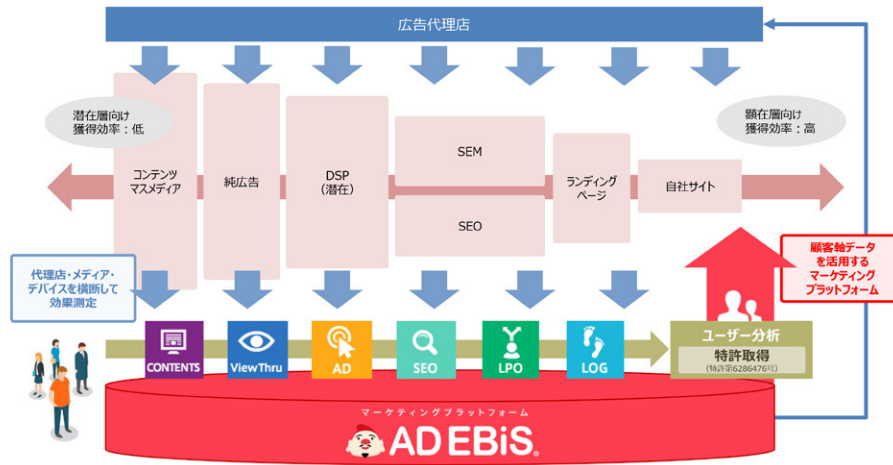 広告代理店
潜在層向け
獲得効率：低
顕在層向け
獲得効率：高
コンテンツ
マスメディア
純広告
DSP
（潜在）
SEM
SEO
ランディング
ページ
自社サイト
代理店・メディア・
デバイスを横断して
効果測定
顧客軸データ
を活用する
マーケティング
プラットフォーム
CONTENTS
ViewThru
AD
SEO
LPO
LOG
ユーザー分析
特許取得
（特許第6286476号）
マーケティングプラットフォーム
AD EBiS.